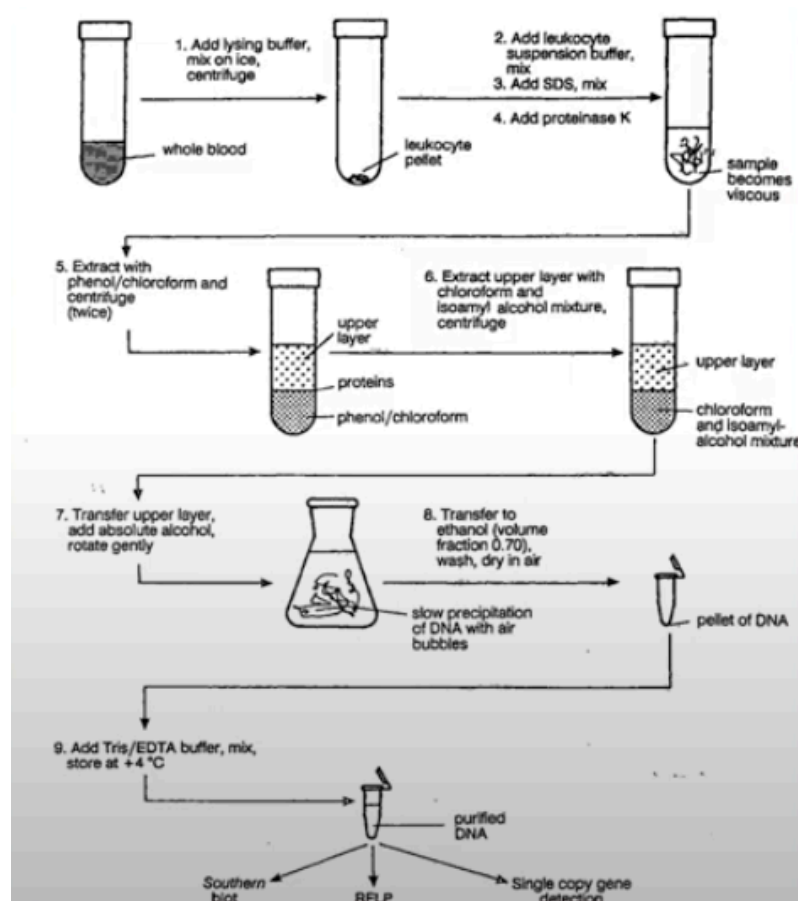 1. Add lysing buffer,
mix on ice,
centrifuge
2. Add leukocyte
suspension buffer,
mix
3. Add SDS, mix
4. Add proteinase K
whole blood
leukocyte
pellet
sample
becomes
viscous
5. Extract with
phenol/chloroform and
centrifuge
(twice)
6. Extract upper layer with
chloroform and
isoamyl alcohol mixture,
centrifuge
upper
layer
proteins
phenol/chloroform
upper layer
chloroform
and isoamyl-
alcohol mixture
7. Transfer upper layer,
add absolute alcohol,
rotate gently
8. Transfer to
ethanol (volume
fraction 0.70),
wash, dry in air
slow precipitation
of DNA with air
bubbles
pellet of DNA
9. Add Tris/EDTA buffer, mix,
store at +4 °C
purified
DNA
Southern
blot
RFLP
Single copy gene
detection